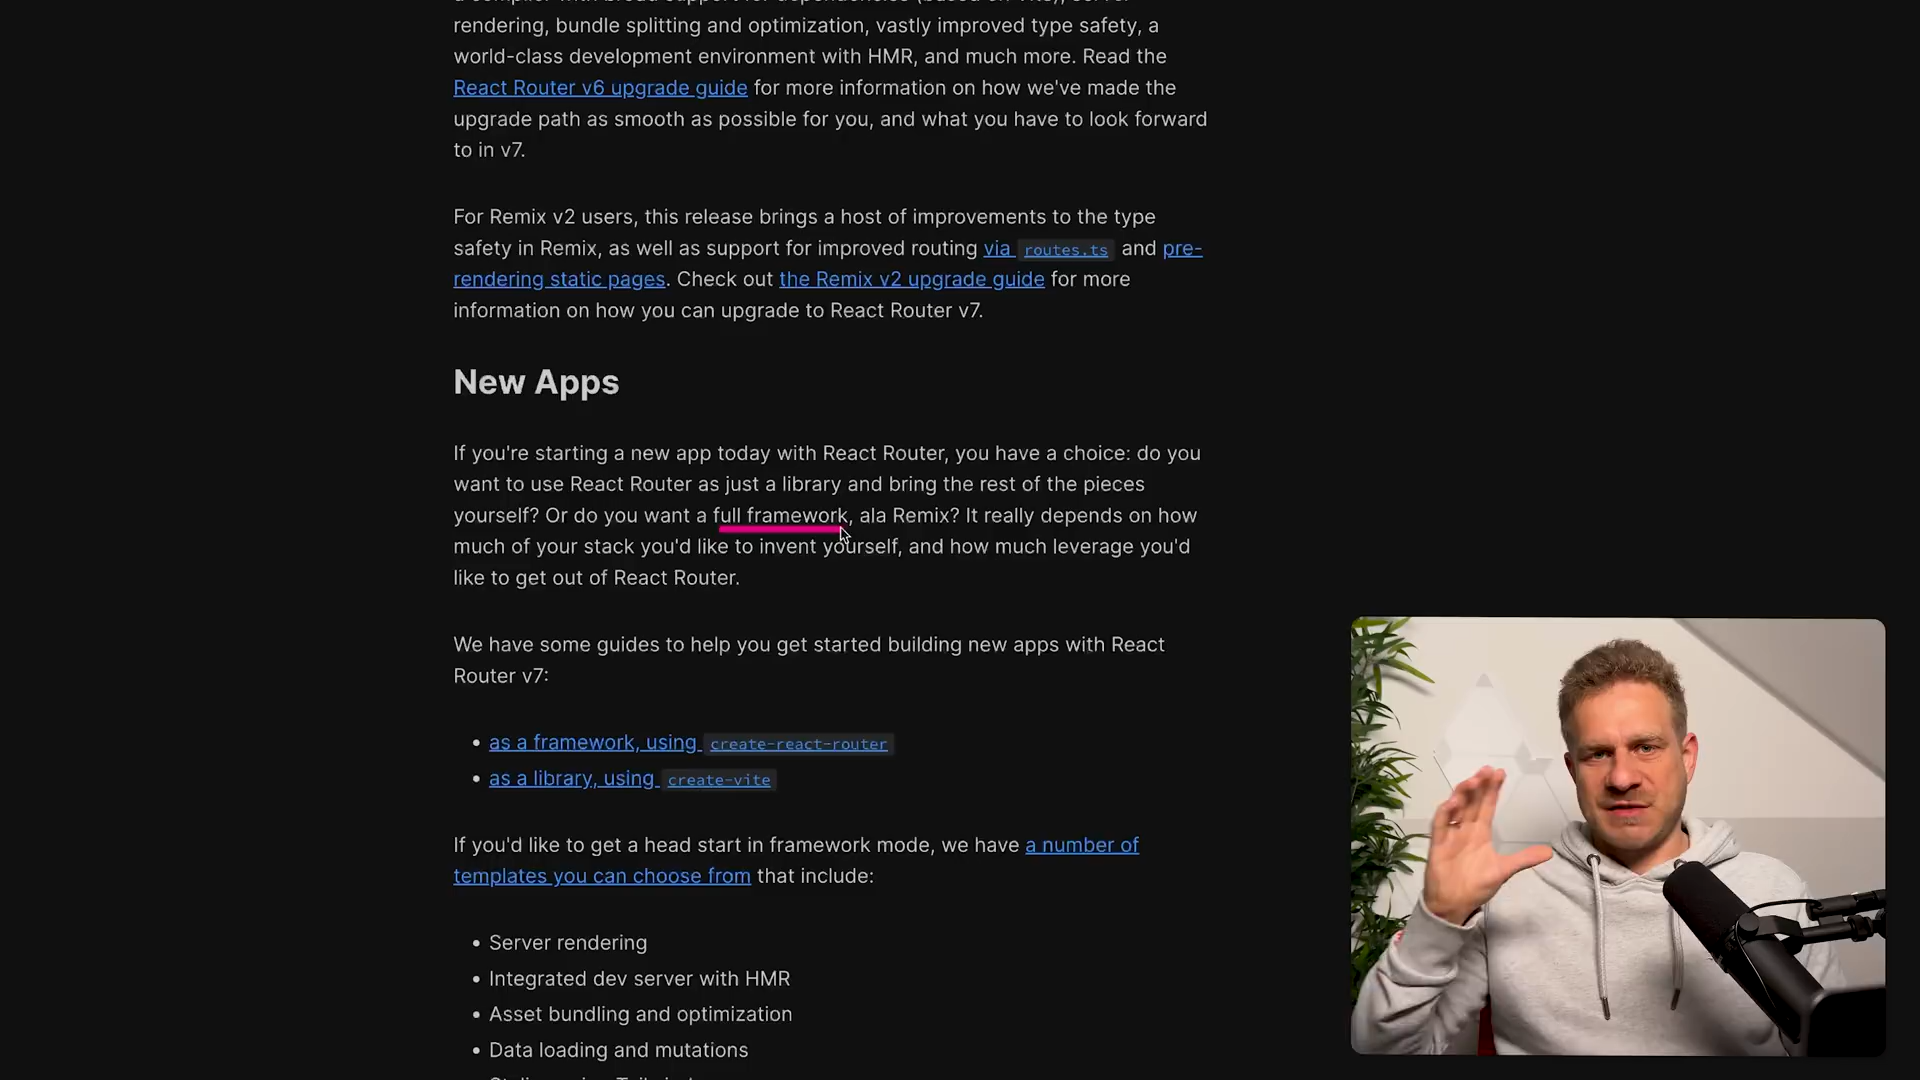 rendering, bundle splitting and optimization, vastly improved type safety, a
world-class development environment with HMR, and much more. Read the
React Router v6 upgrade guide for more information on how we've made the
upgrade path as smooth as possible for you, and what you have to look forward
to in v7.
For Remix v2 users, this release brings a host of improvements to the type
safety in Remix, as well as support for improved routing via routes.ts and pre-
rendering static pages. Check out the Remix v2 upgrade guide for more
information on how you can upgrade to React Router v7.
New Apps
If you're starting a new app today with React Router, you have a choice: do you
want to use React Router as just a library and bring the rest of the pieces
yourself? Or do you want a full framework, ala Remix? It really depends on how
much of your stack you'd like to invent yourself, and how much leverage you'd
like to get out of React Router.
We have some guides to help you get started building new apps with React
Router v7:
• as a framework, using create-react-router
• as a library, using create-vite
If you'd like to get a head start in framework mode, we have a number of
templates you can choose from that include:
• Server rendering
• Integrated dev server with HMR
• Asset bundling and optimization
• Data loading and mutations